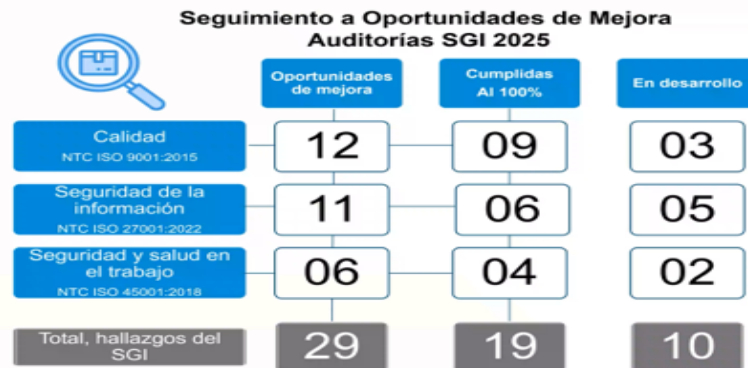 Seguimiento a Oportunidades de Mejora
Auditorías SGI 2025
Oportunidades
de mejora
Cumplidas
Al 100%
En desarrollo
Calidad
NTC ISO 9001:2015
12
09
03
Seguridad de la
información
NTC ISO 27001:2022
11
06
05
Seguridad y salud en
el trabajo
NTC ISO 45001:2018
06
04
02
Total, hallazgos del
SGI
29
19
10